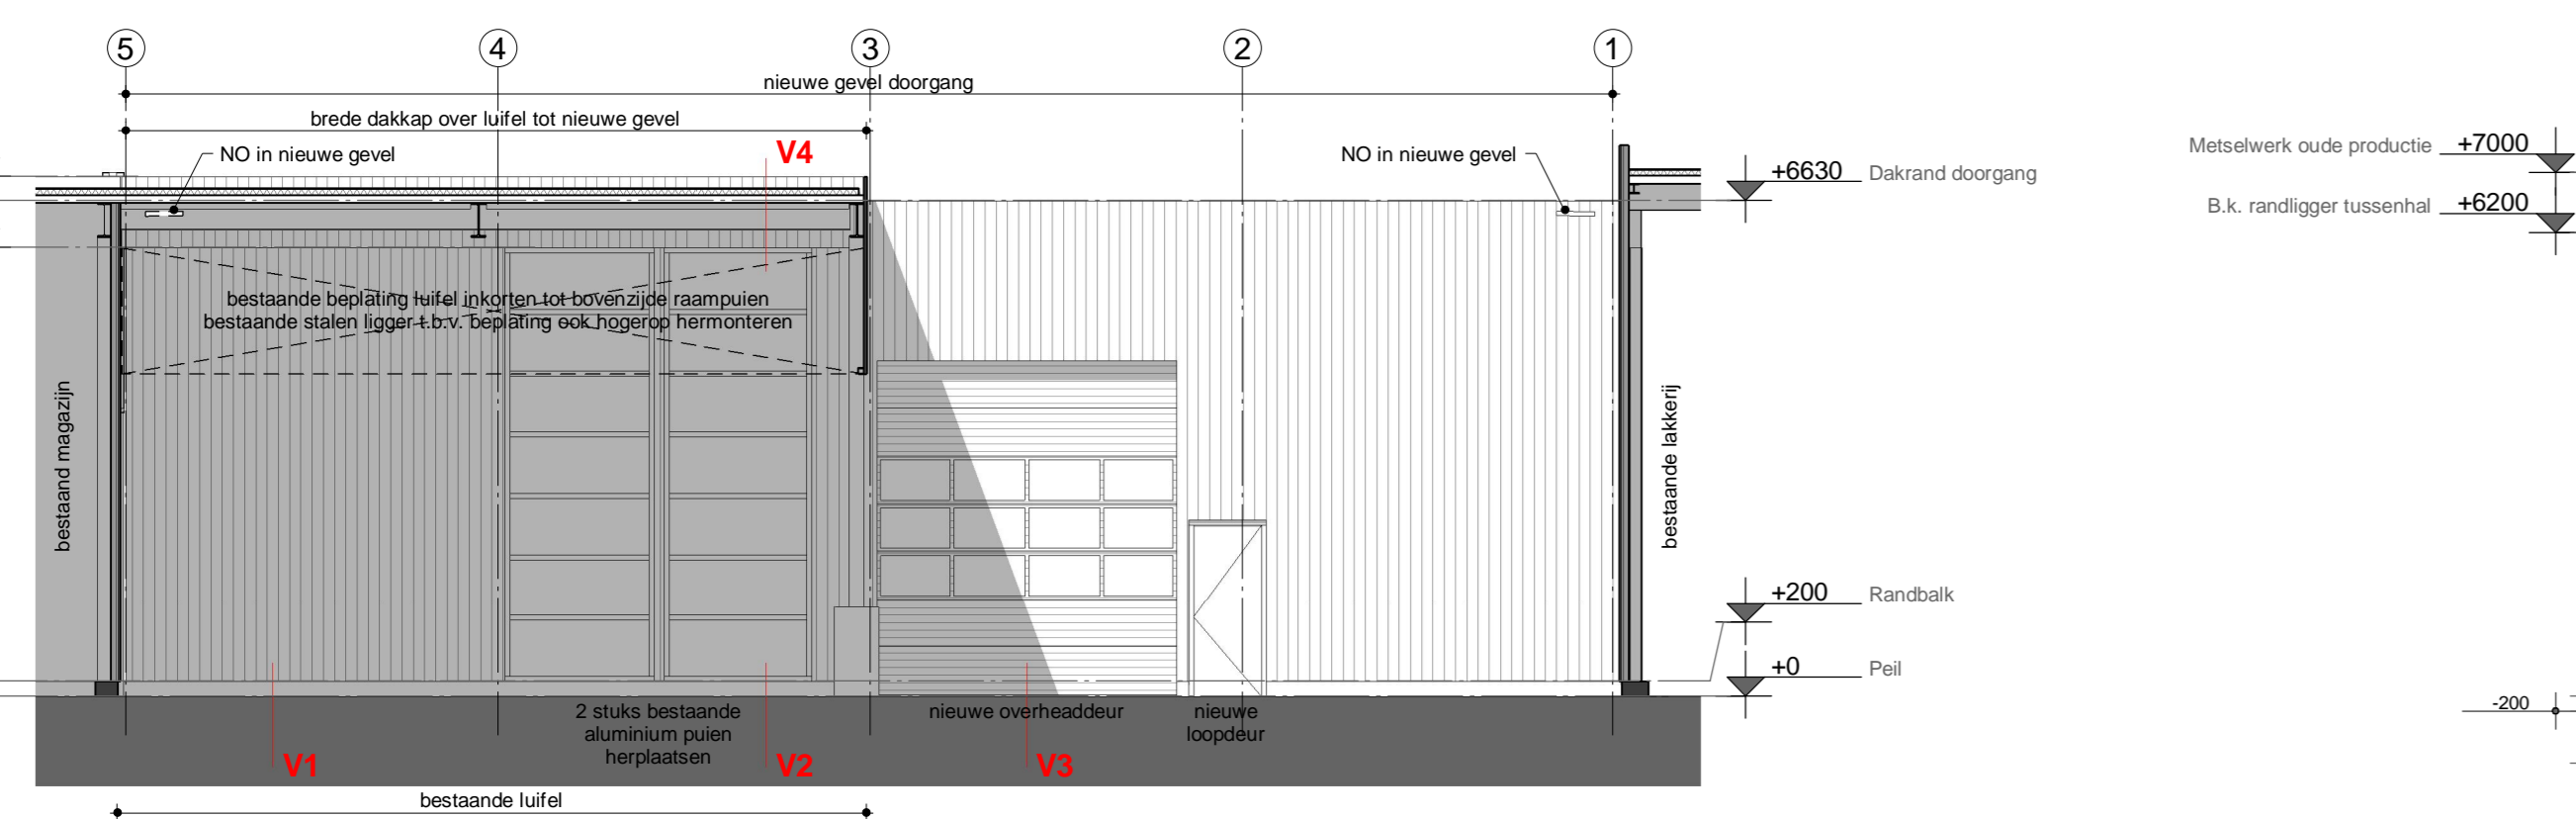 5
4
3
2
1
nieuwe gevel doorgang
brede dakkap over luifel tot nieuwe gevel
NO in nieuwe gevel
V4
NO in nieuwe gevel
+6630 Dakrand doorgang
Metselwerk oude productie +7000
B.k. randligger tussenhal +6200
bestaande beplating luifel inkorten tot bovenzijde raampuien
bestaande stalen ligger t.b.v. beplating ook hogerop hermonteren
bestaand magazijn
bestaande lakkerij
+200 Randbalk
+0 Peil
-200
2 stuks bestaande
aluminium puien
herplaatsen
nieuwe overheaddeur
nieuwe
loopdeur
V1
V2
V3
bestaande luifel